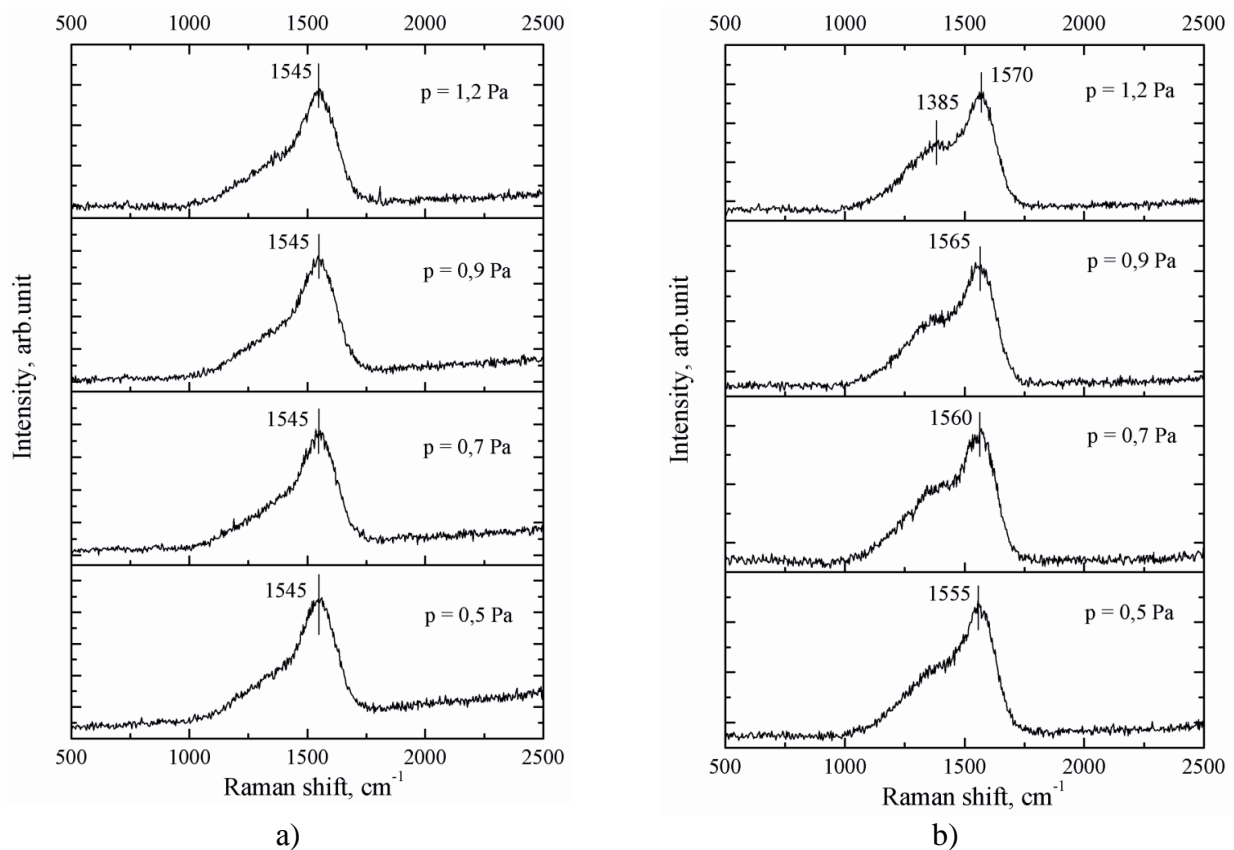 500 1000 1500 2000 2500
1545
p = 1,2 Pa
1545
p = 0,9 Pa
1545
p = 0,7 Pa
1545
p = 0,5 Pa
500 1000 1500 2000 2500
Raman shift, cm-1
Intensity, arb.unit
a)
500 1000 1500 2000 2500
1570
1385
p = 1,2 Pa
1565
p = 0,9 Pa
1560
p = 0,7 Pa
1555
p = 0,5 Pa
500 1000 1500 2000 2500
Raman shift, cm-1
Intensity, arb.unit
b)